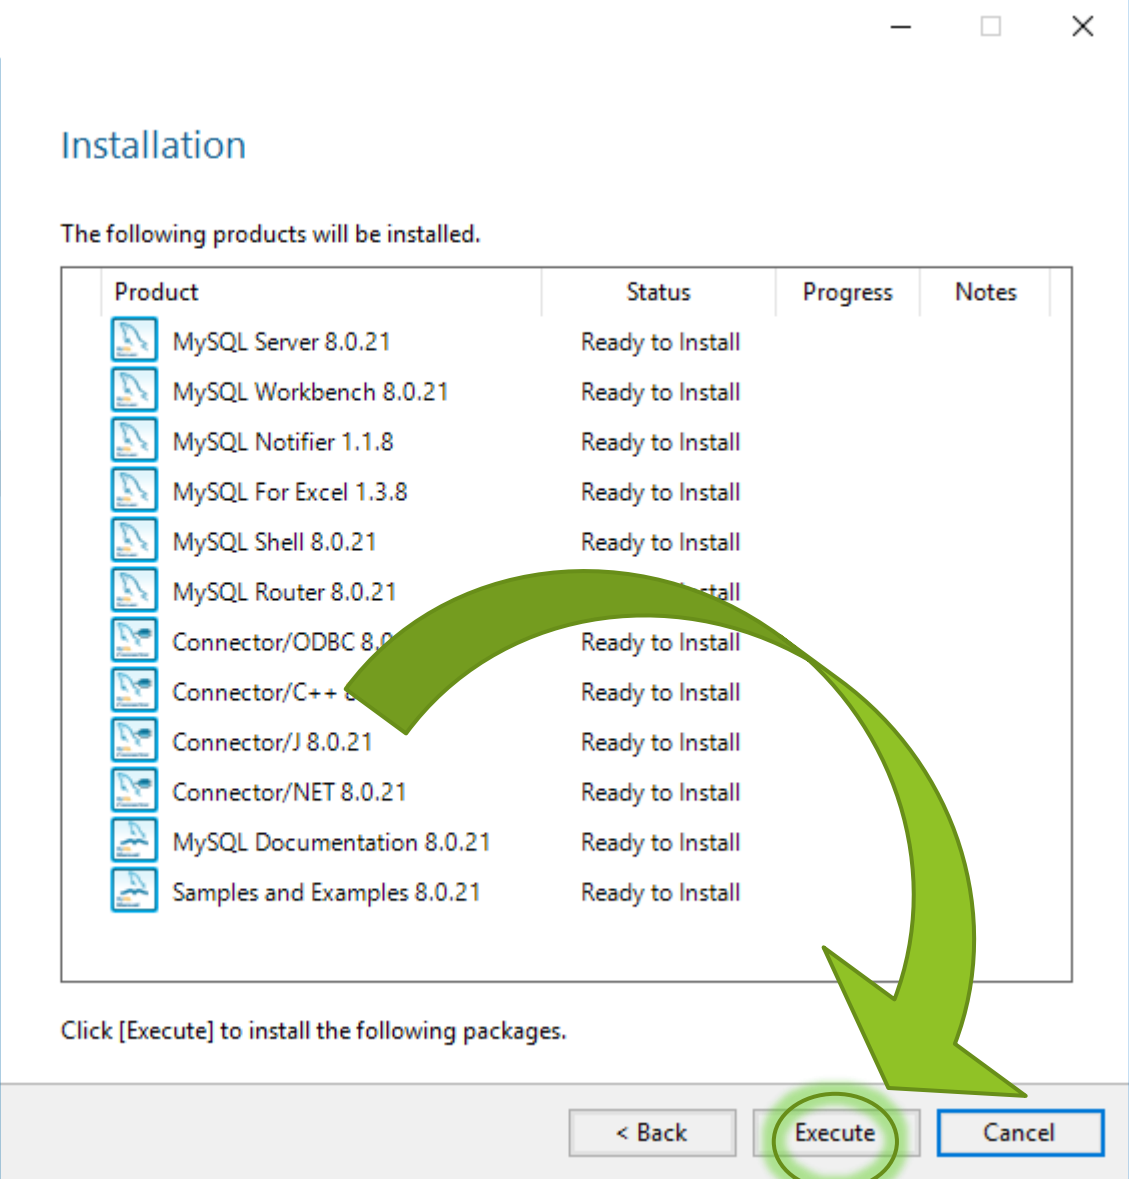 Installation
The following products will be installed.
Product Status Progress Notes
MySQL Server 8.0.21 Ready to Install
MySQL Workbench 8.0.21 Ready to Install
MySQL Notifier 1.1.8 Ready to Install
MySQL For Excel 1.3.8 Ready to Install
MySQL Shell 8.0.21 Ready to Install
MySQL Router 8.0.21
Connector/ODBC Ready to Install
Connector/C++ Ready to Install
Connector/J 8.0.21 Ready to Install
Connector/NET 8.0.21 Ready to Install
MySQL Documentation 8.0.21 Ready to Install
Samples and Examples 8.0.21 Ready to Install
Click [Execute] to install the following packages.
< Back Execute Cancel